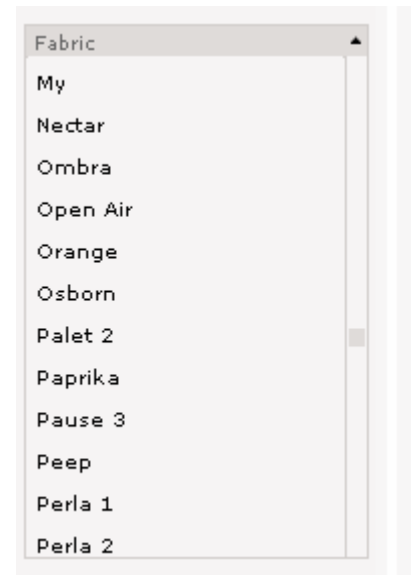 Fabric
My
Nectar
Ombra
Open Air
Orange
Osborn
Palet 2
Paprika
Pause 3
Peep
Perla 1
Perla 2